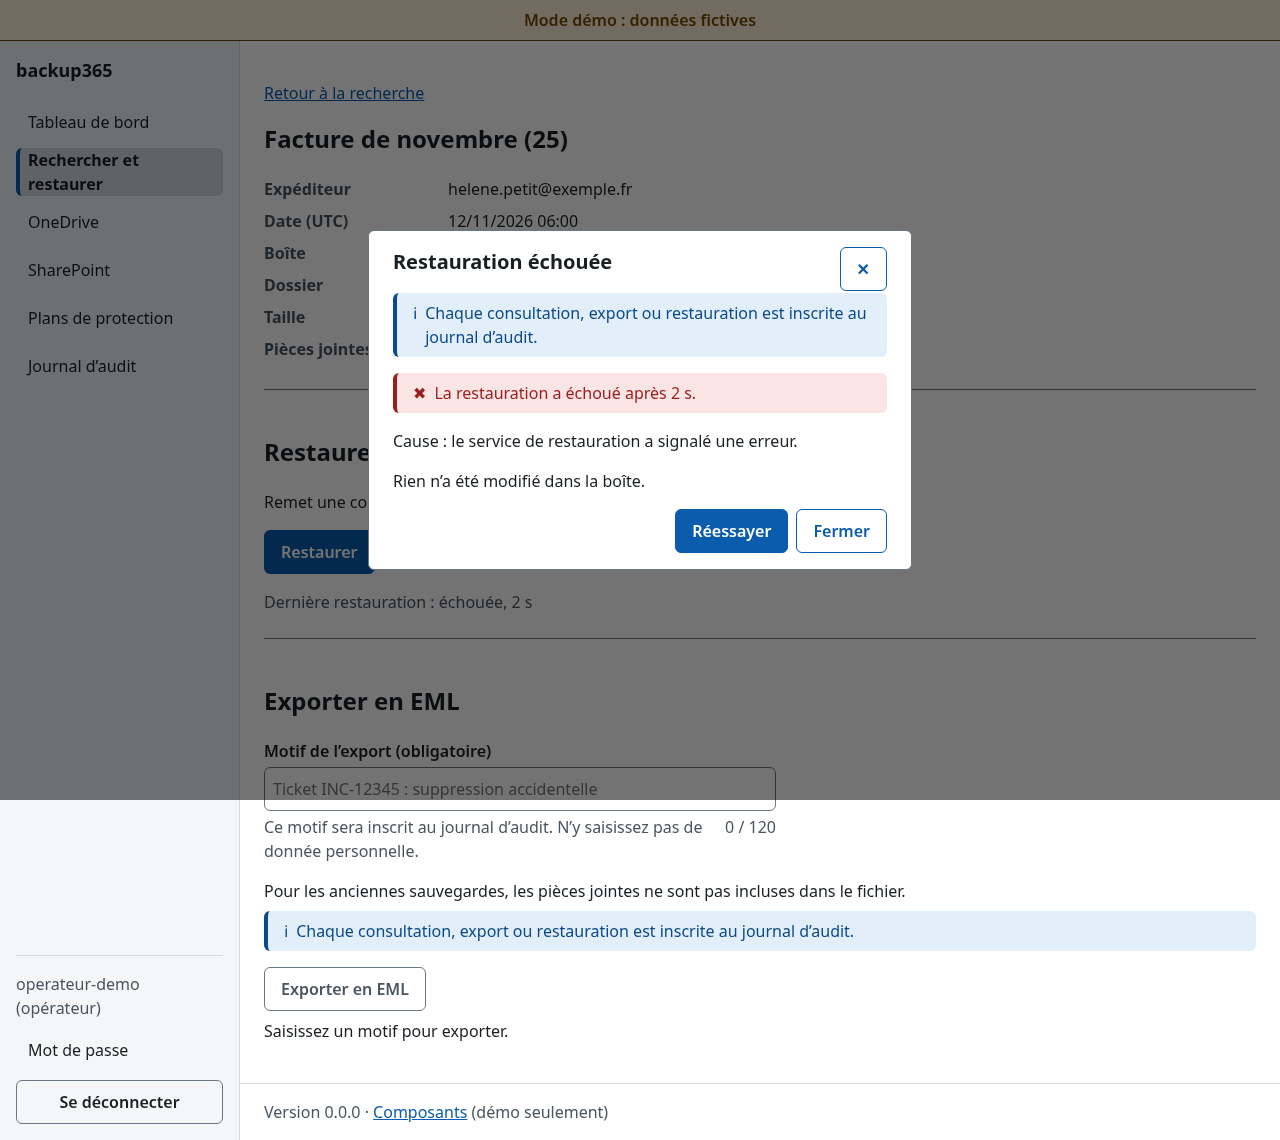 Mode démo : données fictives
backup365
Tableau de bord
Rechercher et
restaurer
OneDrive
SharePoint
Plans de protection
Journal d’audit
operateur-demo
(opérateur)
Mot de passe
Se déconnecter
Retour à la recherche
Facture de novembre (25)
Expéditeur helene.petit@exemple.fr
Date (UTC) 12/11/2026 06:00
Boîte
Dossier
Taille
Pièces jointes
Restauration échouée
×
i Chaque consultation, export ou restauration est inscrite au
journal d’audit.
✖ La restauration a échoué après 2 s.
Cause : le service de restauration a signalé une erreur.
Rien n’a été modifié dans la boîte.
Réessayer
Fermer
Remet une co
Restaurer
Dernière restauration : échouée, 2 s
Exporter en EML
Motif de l’export (obligatoire)
Ticket INC-12345 : suppression accidentelle
Ce motif sera inscrit au journal d’audit. N’y saisissez pas de
donnée personnelle.
0 / 120
Pour les anciennes sauvegardes, les pièces jointes ne sont pas incluses dans le fichier.
i Chaque consultation, export ou restauration est inscrite au journal d’audit.
Exporter en EML
Saisissez un motif pour exporter.
Version 0.0.0 · Composants (démo seulement)